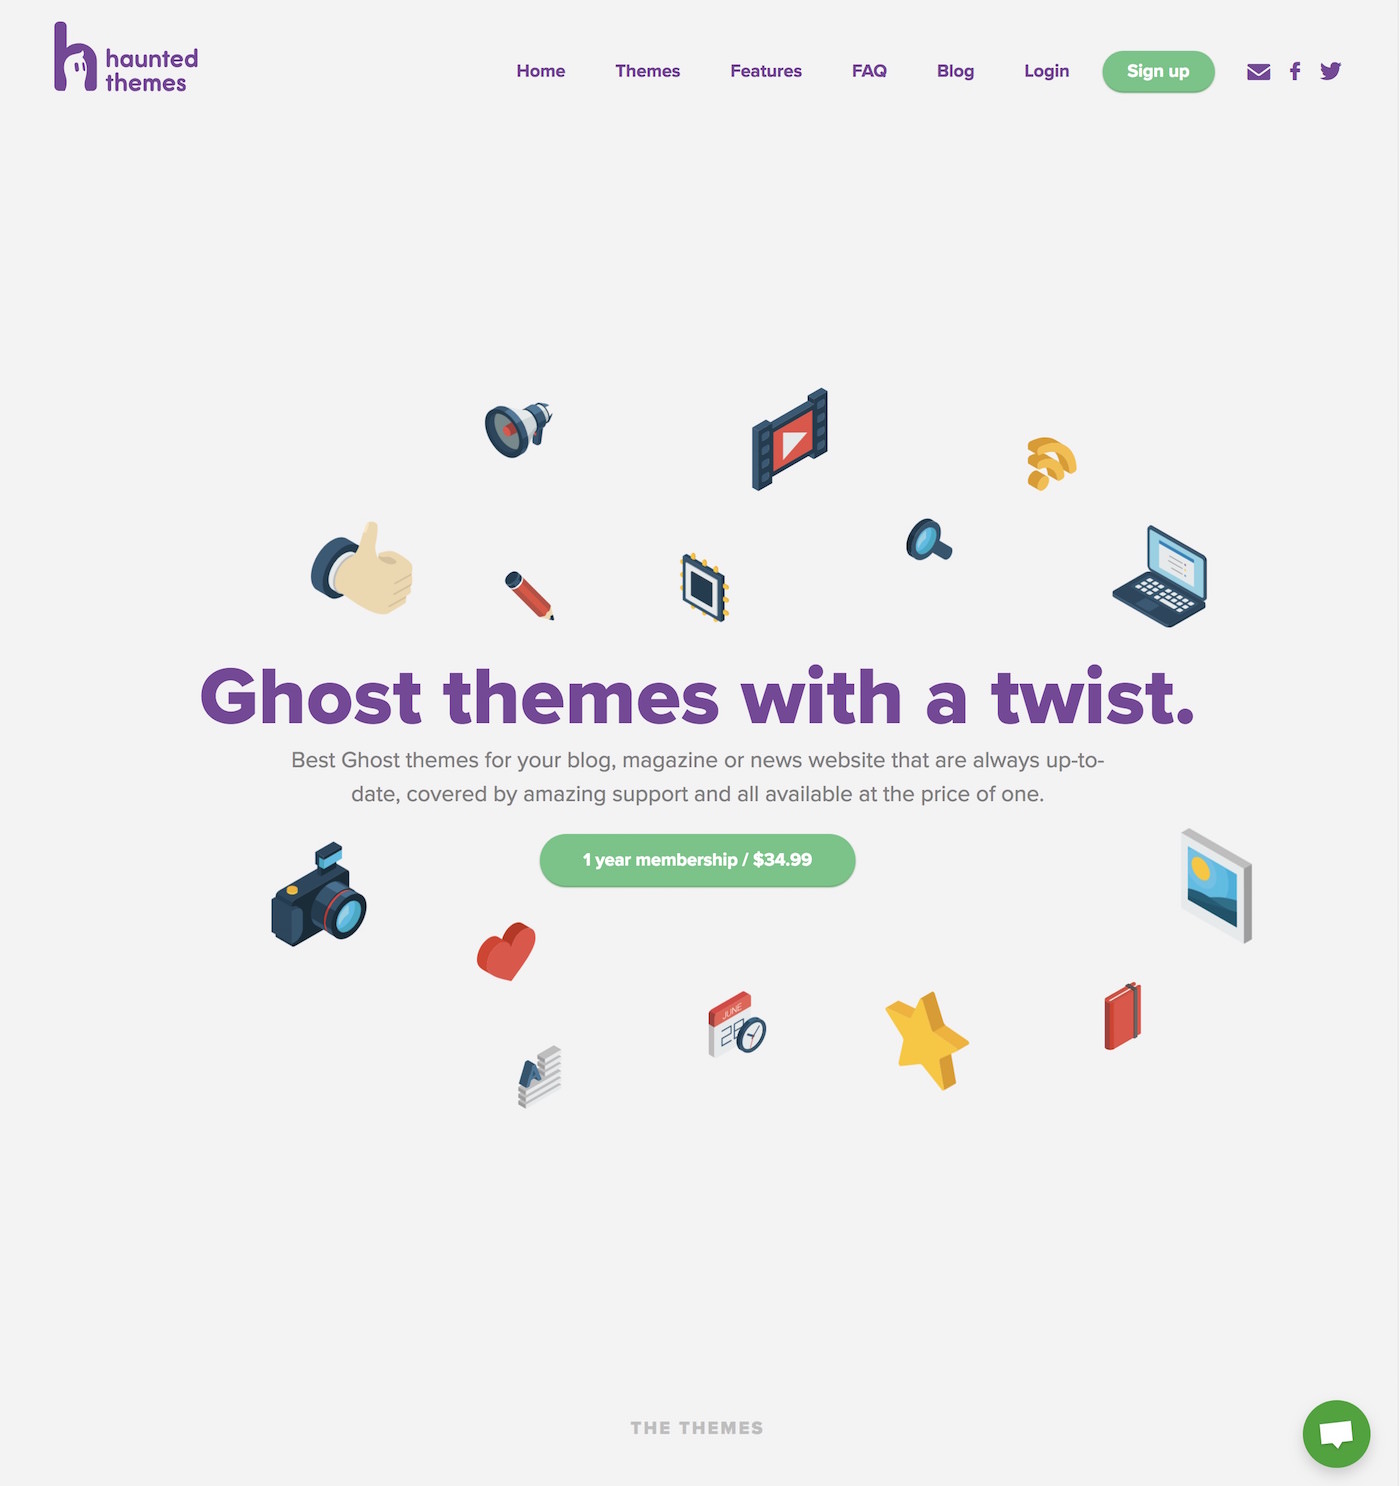 haunted
themes
Home
Themes
Features
FAQ
Blog
Login
Sign up
Ghost themes with a twist.
Best Ghost themes for your blog, magazine or news website that are always up-to-
date, covered by amazing support and all available at the price of one.
1 year membership / $34.99
JUNE
28
A
THE THEMES